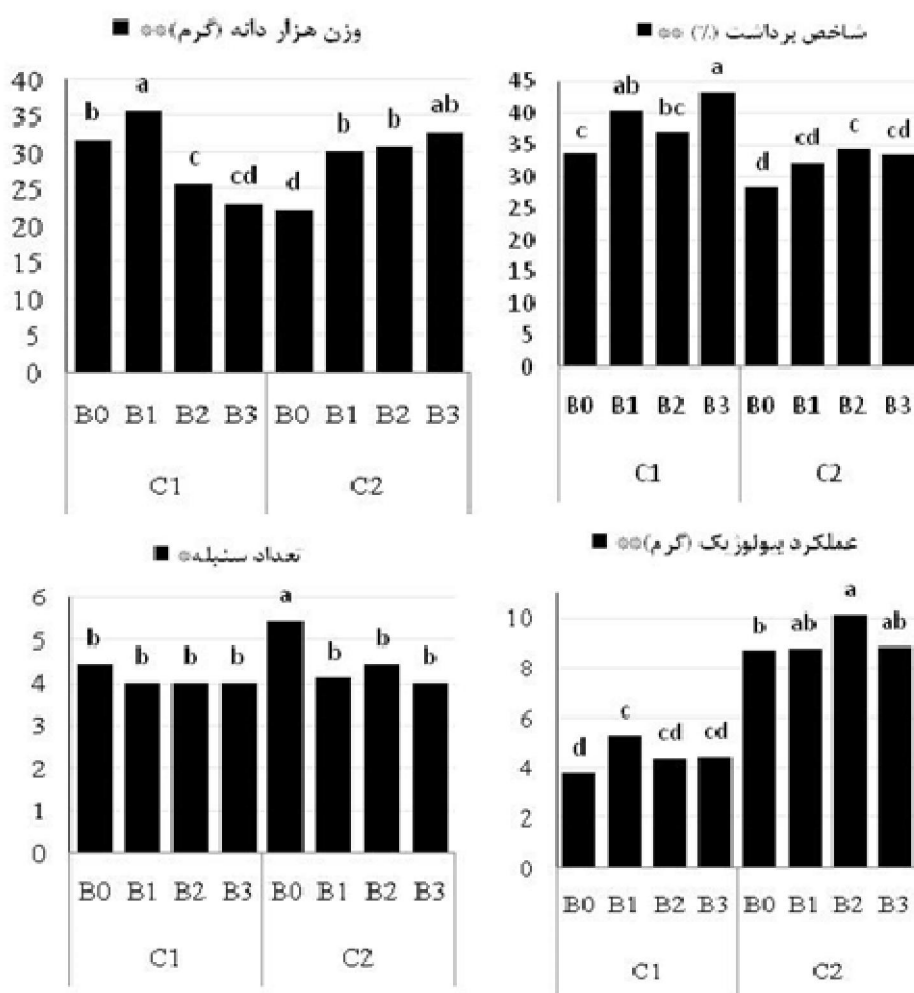 وزن هزار دانه (گرم)**
40
35
30
25
20
15
10
5
0
b a c cd d b b ab
B0 B1 B2 B3 B0 B1 B2 B3
C1 C2
شاخص برداشت (٪) **
45
40
35
30
25
20
15
10
5
0
c ab bc a d cd c cd
B0 B1 B2 B3 B0 B1 B2 B3
C1 C2
تعداد سنبله*
6
5
4
3
2
1
0
b b b b a b b b
B0 B1 B2 B3 B0 B1 B2 B3
C1 C2
عملکرد بیولوژیک (گرم)**
10
8
6
4
2
0
d c cd cd b ab a ab
B0 B1 B2 B3 B0 B1 B2 B3
C1 C2